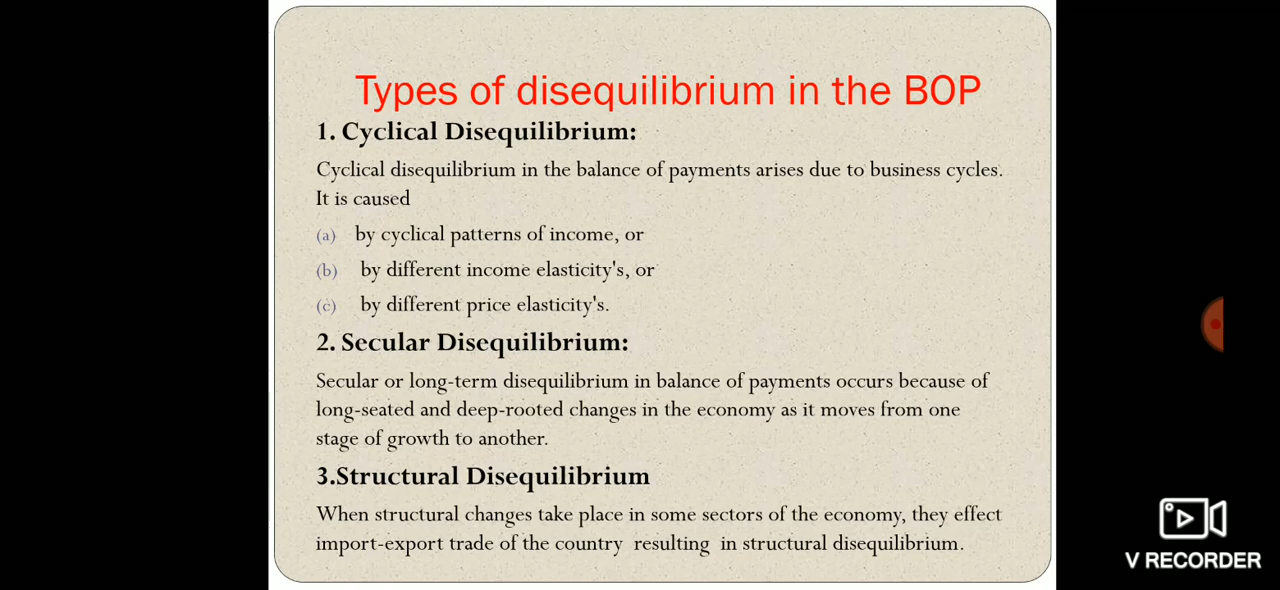 Types of disequilibrium in the BOP
1. Cyclical Disequilibrium:
Cyclical disequilibrium in the balance of payments arises due to business cycles.
It is caused
(a) by cyclical patterns of income, or
(b) by different income elasticity's, or
(c) by different price elasticity's.
2. Secular Disequilibrium:
Secular or long-term disequilibrium in balance of payments occurs because of
long-seated and deep-rooted changes in the economy as it moves from one
stage of growth to another.
3.Structural Disequilibrium
When structural changes take place in some sectors of the economy, they effect
import-export trade of the country resulting in structural disequilibrium.
V RECORDER